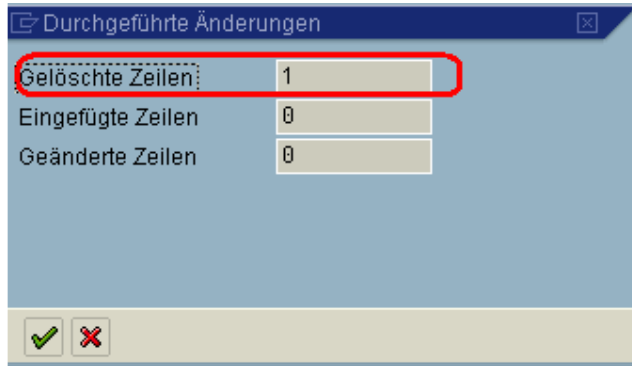 Durchgeführte Änderungen
Gelöschte Zeilen 1
Eingefügte Zeilen 0
Geänderte Zeilen 0